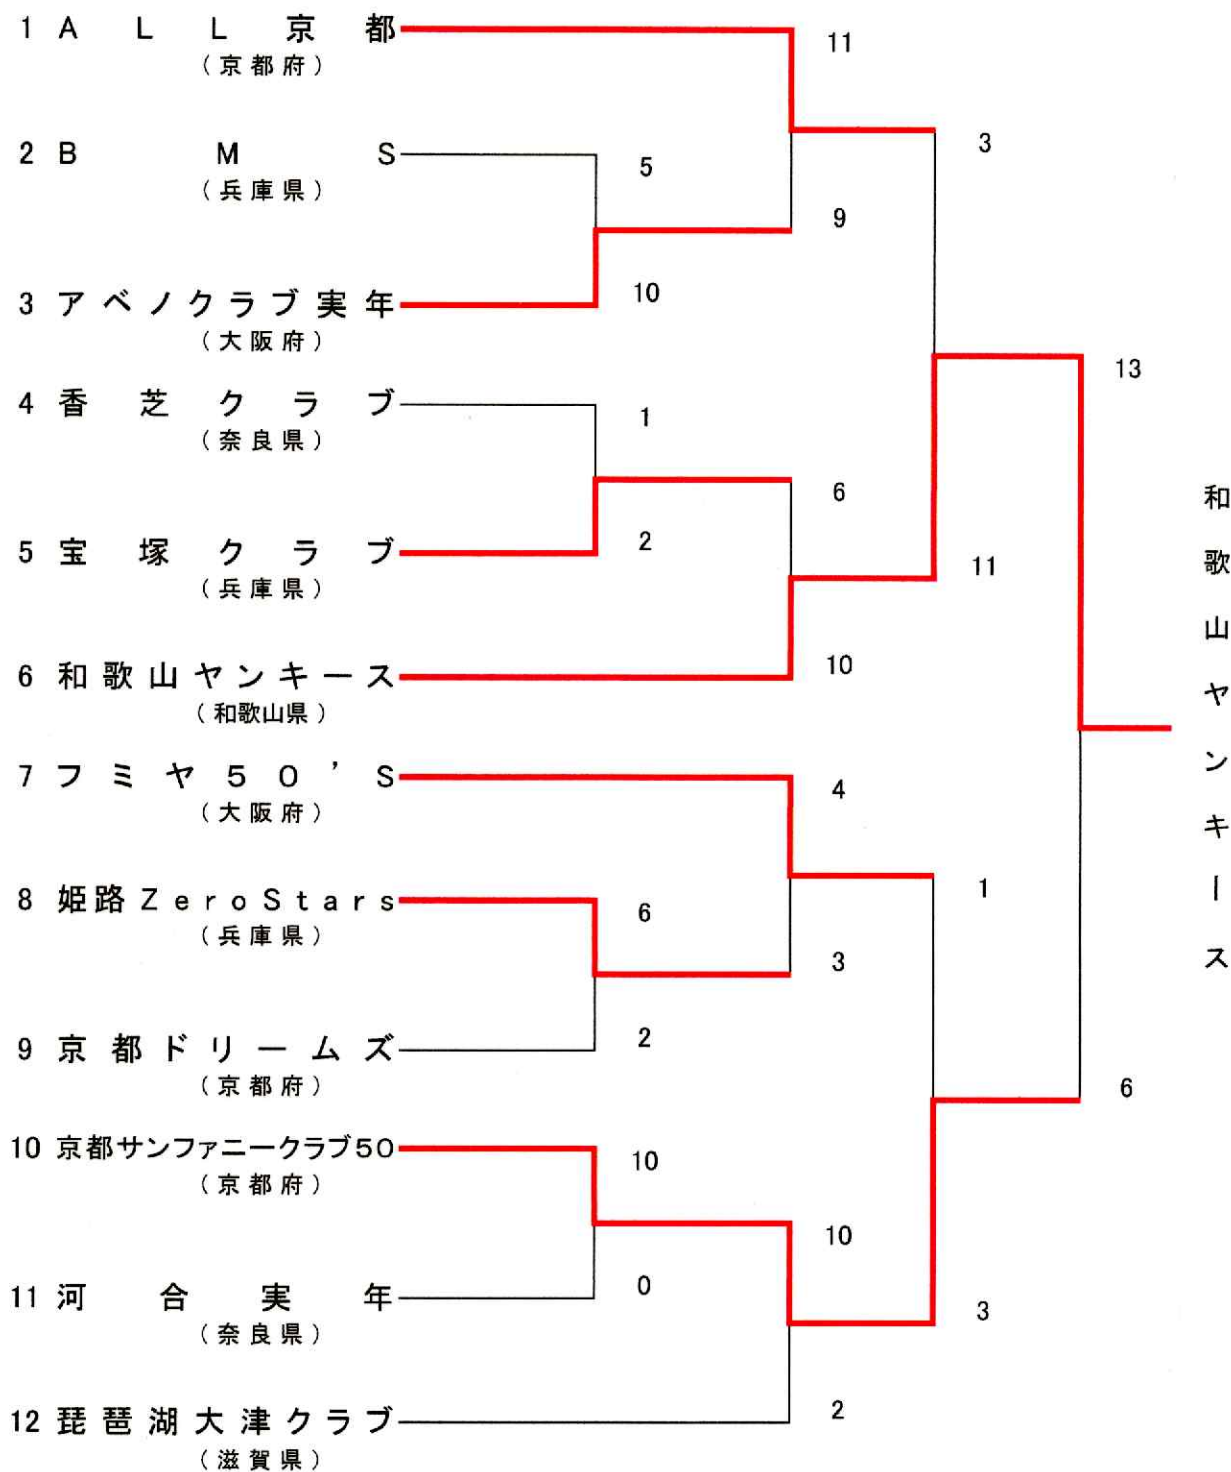 1 ALL京都
11
(京都府)
3
2 BMS
5
(兵庫県)
9
10
3 アベノクラブ実年
(大阪府)
13
4 香芝クラブ
1
(奈良県)
6
2
5 宝塚クラブ
11
(兵庫県)
10
6 和歌山ヤンキース
(和歌山県)
7 フミヤ50'S
4
(大阪府)
1
8 姫路ZeroStars
6
(兵庫県)
3
2
9 京都ドリームズ
(京都府)
6
10 京都サンファニークラブ50
10
(京都府)
10
0
11 河合実年
3
(奈良県)
2
12 琵琶湖大津クラブ
(滋賀県)
和歌山ヤンキース